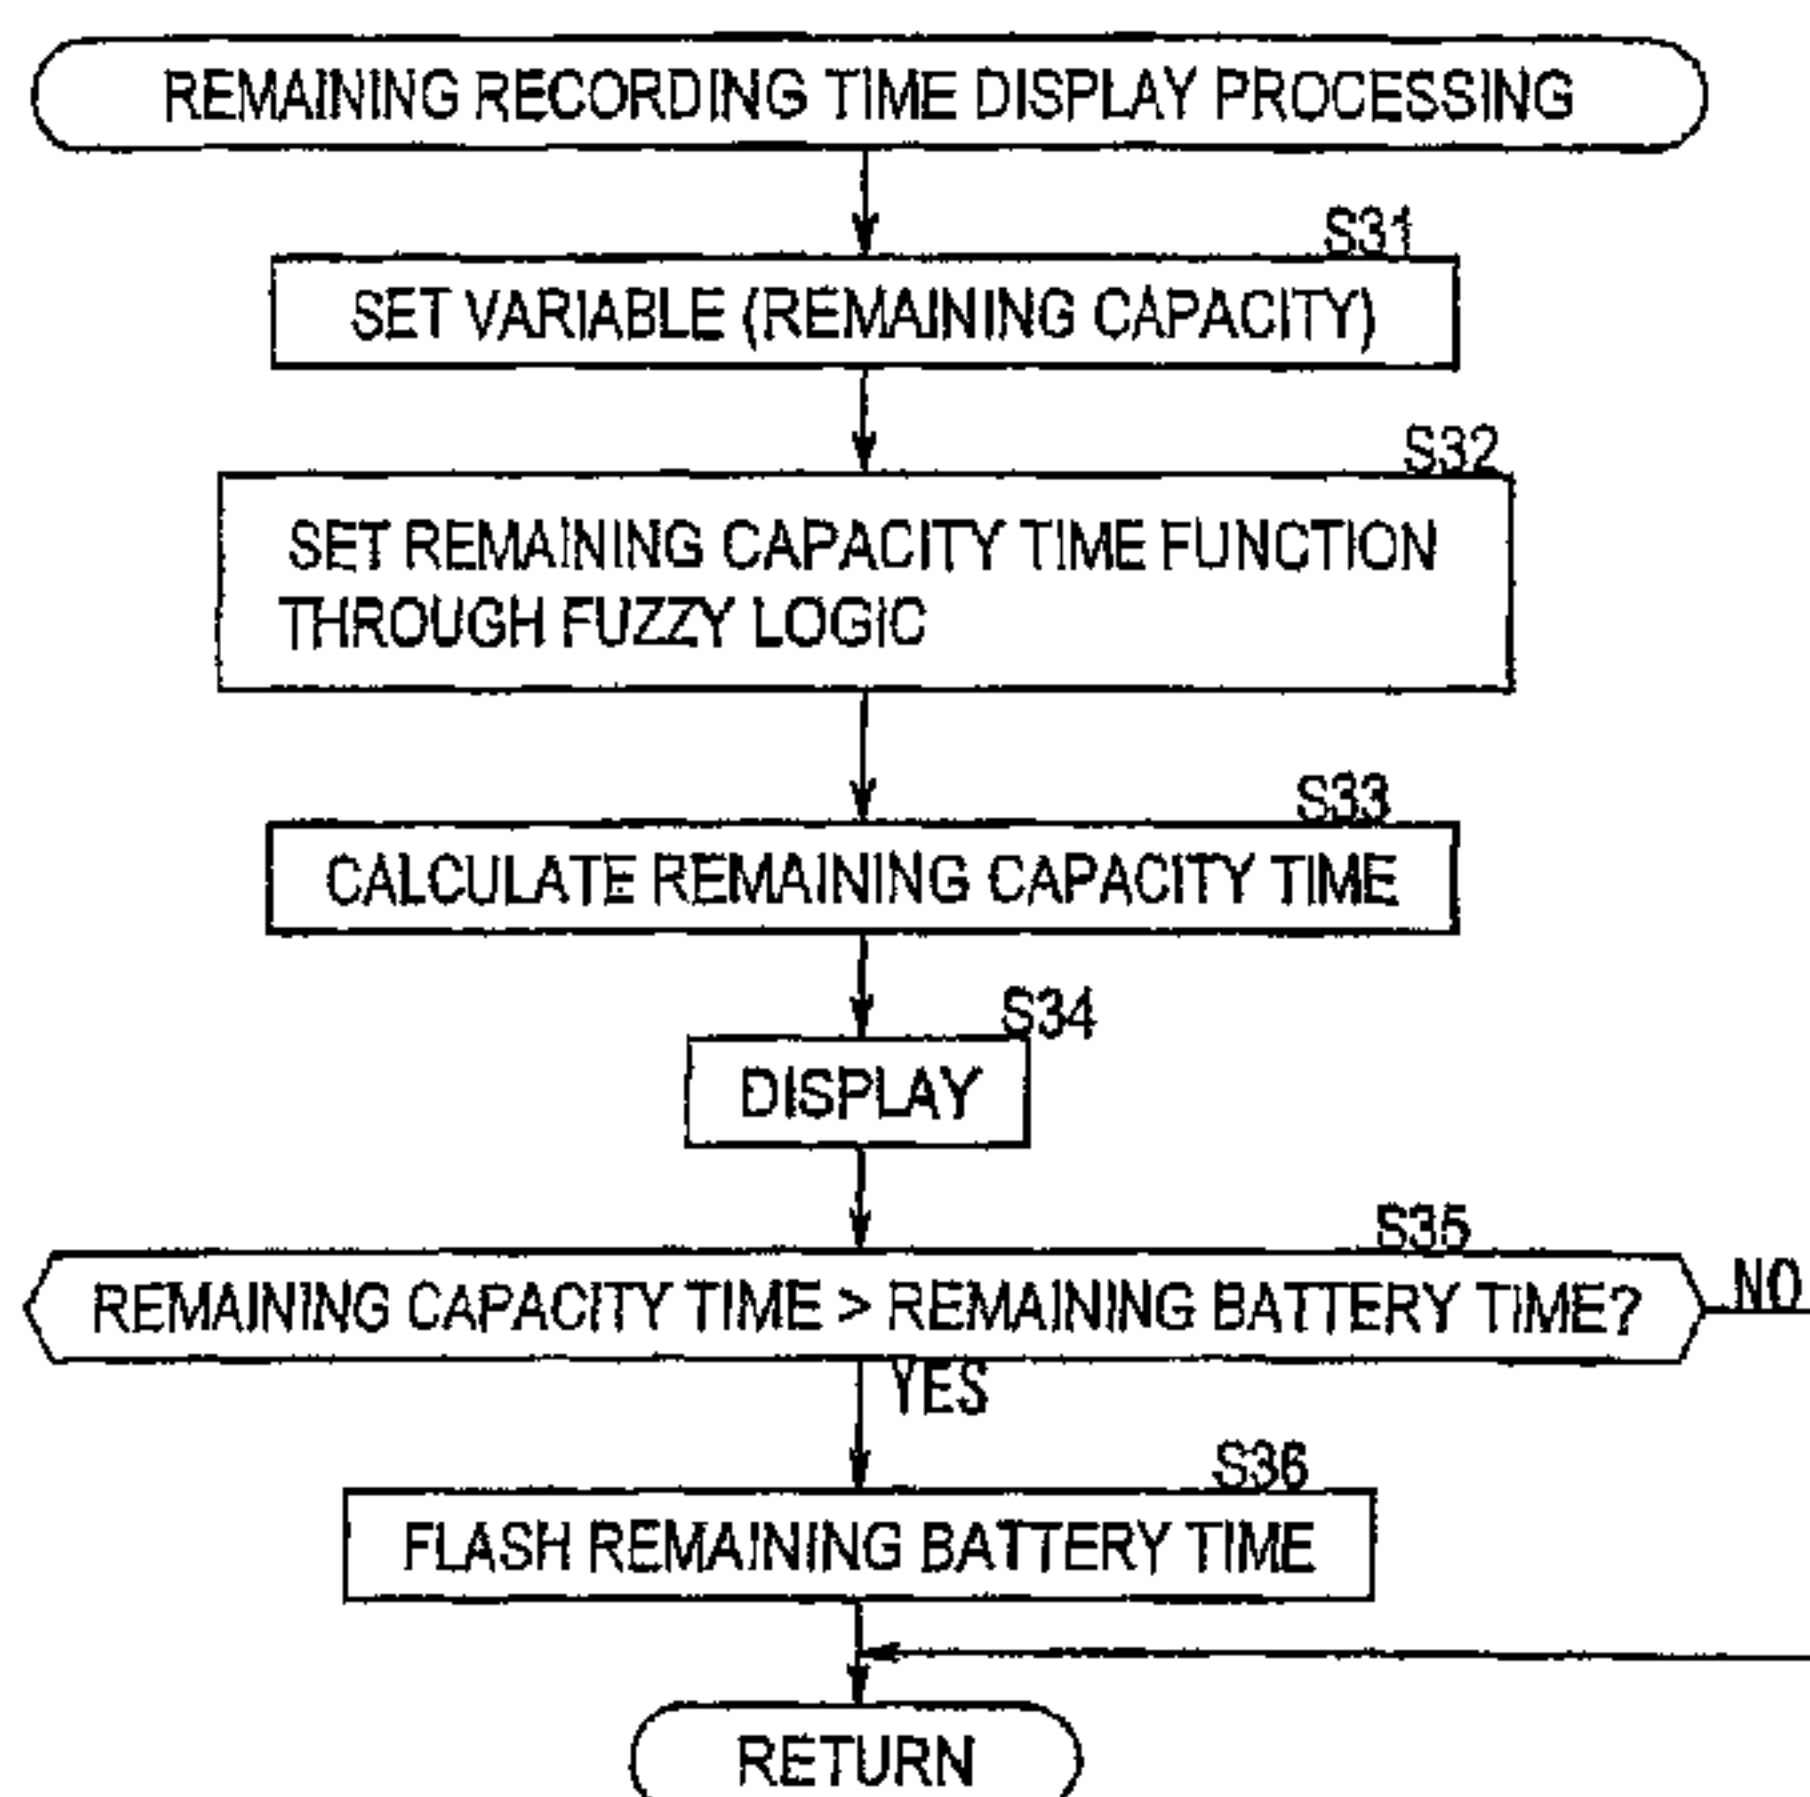 REMAINING RECORDING TIME DISPLAY PROCESSING
S31
SET VARIABLE (REMAINING CAPACITY)
S32
SET REMAINING CAPACITY TIME FUNCTION
THROUGH FUZZY LOGIC
S33
CALCULATE REMAINING CAPACITY TIME
S34
DISPLAY
S35
REMAINING CAPACITY TIME > REMAINING BATTERY TIME?
NO
YES
S36
FLASH REMAINING BATTERY TIME
RETURN